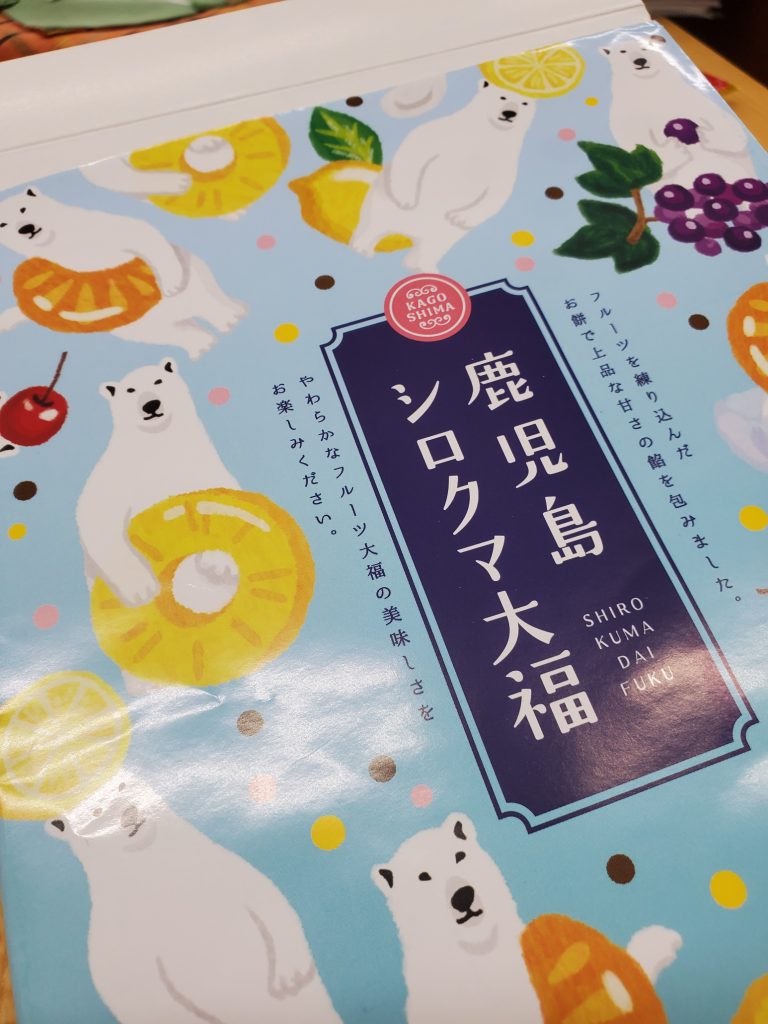 KAGO
SHIMA
フルーツを練り込んだ
お餅で上品な甘さの餡を包みました。
鹿児島
シロクマ大福
SHIRO
KUMA
DAI
FUKU
やわらかなフルーツ大福の美味しさを
お楽しみください。